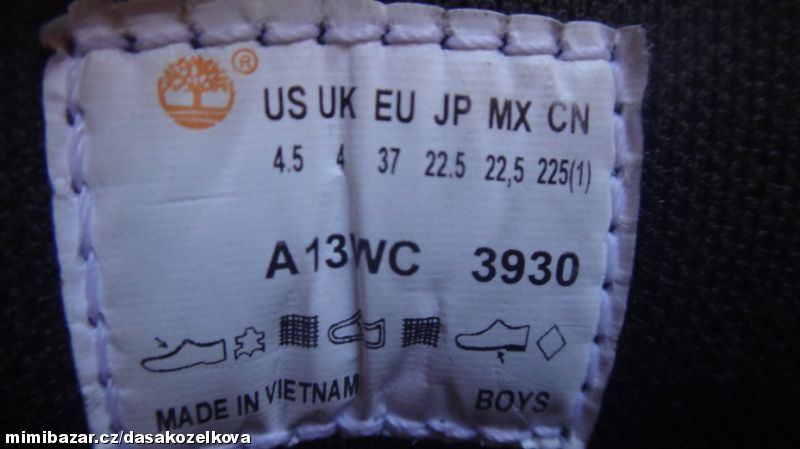 ®
US UK EU JP MX CN
4.5 4 37 22.5 22,5 225(1)
A13WC 3930
MADE IN VIETNAM BOYS
mimibazar.cz/dasakozelkova